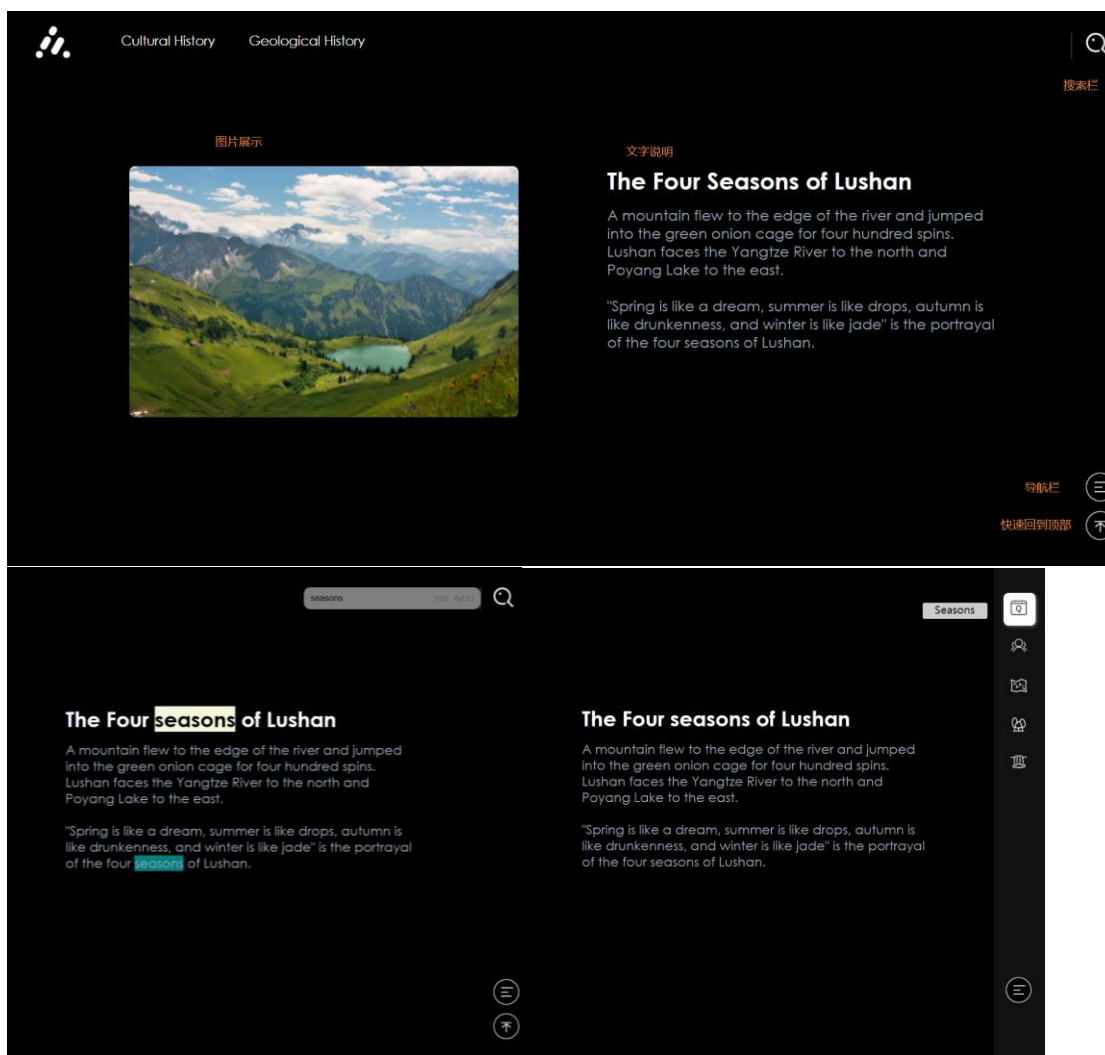 Cultural History
Geological History
搜索栏
图片展示
文字说明
The Four Seasons of Lushan
A mountain flew to the edge of the river and jumped
into the green onion cage for four hundred spins.
Lushan faces the Yangtze River to the north and
Poyang Lake to the east.
"Spring is like a dream, summer is like drops, autumn is
like drunkenness, and winter is like jade" is the portrayal
of the four seasons of Lushan.
导航栏
快速回到顶部
seasons
PRE NEXT
The Four seasons of Lushan
A mountain flew to the edge of the river and jumped
into the green onion cage for four hundred spins.
Lushan faces the Yangtze River to the north and
Poyang Lake to the east.
"Spring is like a dream, summer is like drops, autumn is
like drunkenness, and winter is like jade" is the portrayal
of the four seasons of Lushan.
Seasons
The Four seasons of Lushan
A mountain flew to the edge of the river and jumped
into the green onion cage for four hundred spins.
Lushan faces the Yangtze River to the north and
Poyang Lake to the east.
"Spring is like a dream, summer is like drops, autumn is
like drunkenness, and winter is like jade" is the portrayal
of the four seasons of Lushan.